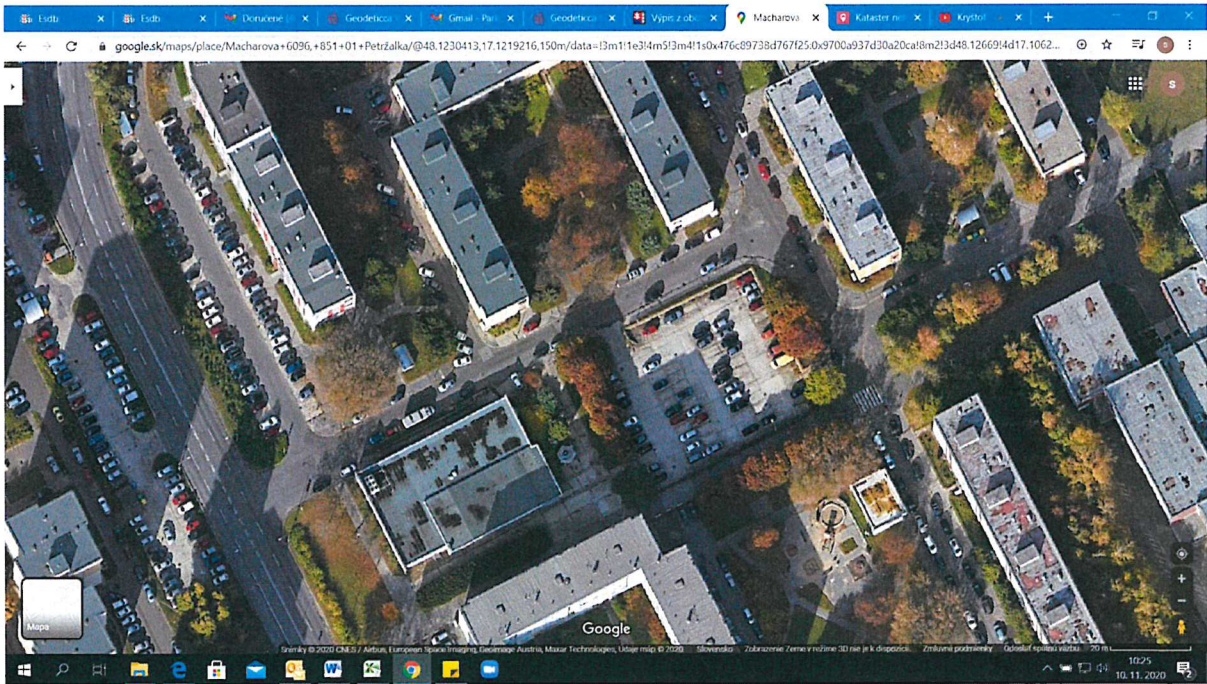 Esdb
Esdb
Doručené
Geodeticca
Gmail - Par
Geodeticca
Výpis z ob
Macharova
Kataster ne
Kryštof
google.sk/maps/place/Macharova+6096,+851+01+Petržalka/@48.1230413,17.1219216,150m/data=!3m1!1e3!4m5!3m4!1s0x476c89738d767f25:0x9700a937d30a20ca!8m2!3d48.12669!4d17.1062...
S
S
Mapa
Google
Snímky © 2020 CNES / Airbus, European Space Imaging, Geoimage Austria, Maxar Technologies, Údaje máp © 2020 Slovensko Zobrazenie Zeme v režime 3D nie je k dispozícii. Zmluvné podmienky Odoslať spätnú väzbu 20 m
10:25
10. 11. 2020
2